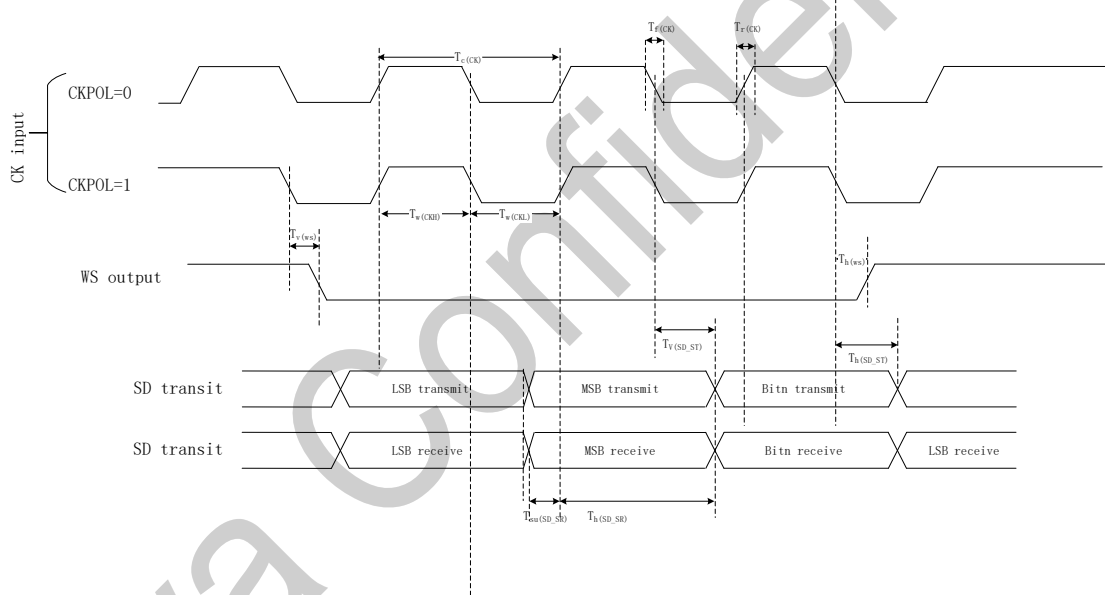 Tf(CK)
Tr(CK)
Tc(CK)
CK input
CKPOL=0
CKPOL=1
Tw(CKH)
Tw(CKL)
Tv(ws)
WS output
Th(ws)
TV(SD_ST)
Th(SD_ST)
SD transit
LSB transmit
MSB transmit
Bitn transmit
SD transit
LSB receive
MSB receive
Bitn receive
LSB receive
Tsu(SD_SR)
Th(SD_SR)